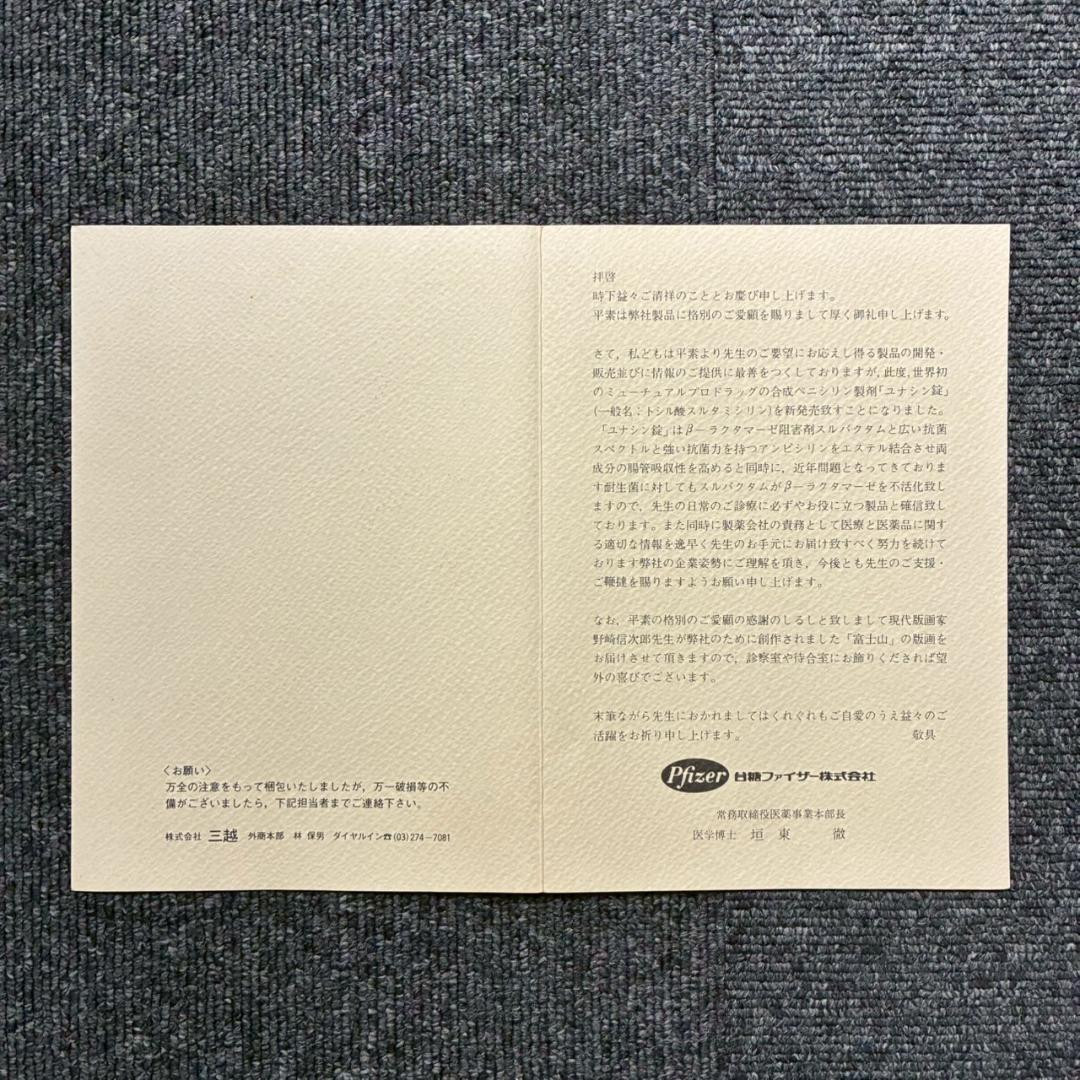 〈お願い〉
万全の注意をもって梱包いたしましたが，万一破損等の不
備がございましたら，下記担当者までご連絡下さい。
株式会社 三越 外商本部 林 保男 ダイヤルイン☎(03)274－7081
拝啓
時下益々ご清祥のこととお慶び申し上げます。
平素は弊社製品に格別のご愛顧を賜りまして厚く御礼申し上げます。
さて，私どもは平素より先生のご要望にお応えし得る製品の開発・
販売並びに情報のご提供に最善をつくしておりますが，此度，世界初
のミューチュアルプロドラッグの合成ペニシリン製剤「ユナシン錠」
(一般名：トシル酸スルタミシリン)を新発売致すことになりました。
「ユナシン錠」はβ－ラクタマーゼ阻害剤スルバクタムと広い抗菌
スペクトルと強い抗菌力を持つアンピシリンをエステル結合させ両
成分の腸管吸収性を高めると同時に，近年問題となってきておりま
す耐性菌に対してもスルバクタムがβ－ラクタマーゼを不活化致し
ますので，先生の日常のご診療に必ずやお役に立つ製品と確信致し
ております。また同時に製薬会社の責務として医療と医薬品に関す
る適切な情報を逸早く先生のお手元にお届け致すべく努力を続けて
おります弊社の企業姿勢にご理解を頂き，今後とも先生のご支援・
ご鞭撻を賜りますようお願い申し上げます。
なお，平素の格別のご愛顧の感謝のしるしと致しまして現代版画家
野崎信次郎先生が弊社のために創作されました「富士山」の版画を
お届けさせて頂きますので，診察室や待合室にお飾りくだされば望
外の喜びでございます。
末筆ながら先生におかれましてはくれぐれもご自愛のうえ益々のご
活躍をお祈り申し上げます。 敬具
Pfizer 台糖ファイザー株式会社
常務取締役医薬事業本部長
医学博士 垣東 徹